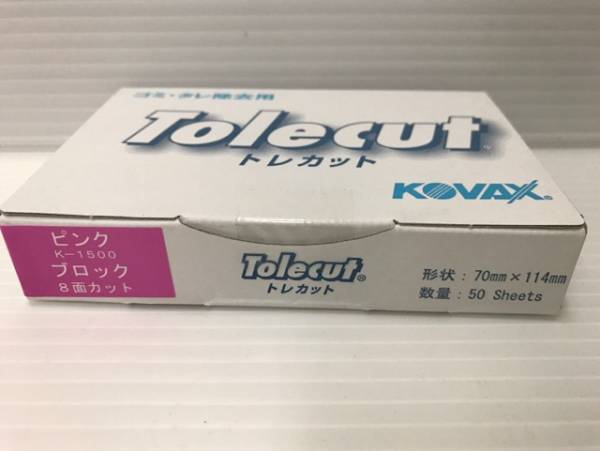 ゴミ・タレ除去用
Tolecut
トレカット
KOVAX®
ピンク
K-1500
ブロック
8面カット
Tolecut®
トレカット
形状：70mm×114mm
数量：50 Sheets